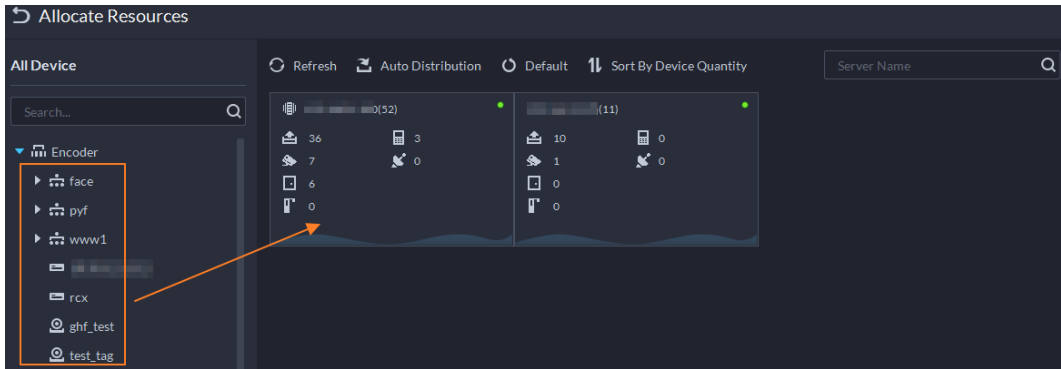 Allocate Resources
All Device
Refresh Auto Distribution Default Sort By Device Quantity Server Name
Search...
(52) (11)
Encoder
36 3 10 0
face
7 0 1 0
pyf
6 0
www1
0 0
rcx
ghf_test
test_tag